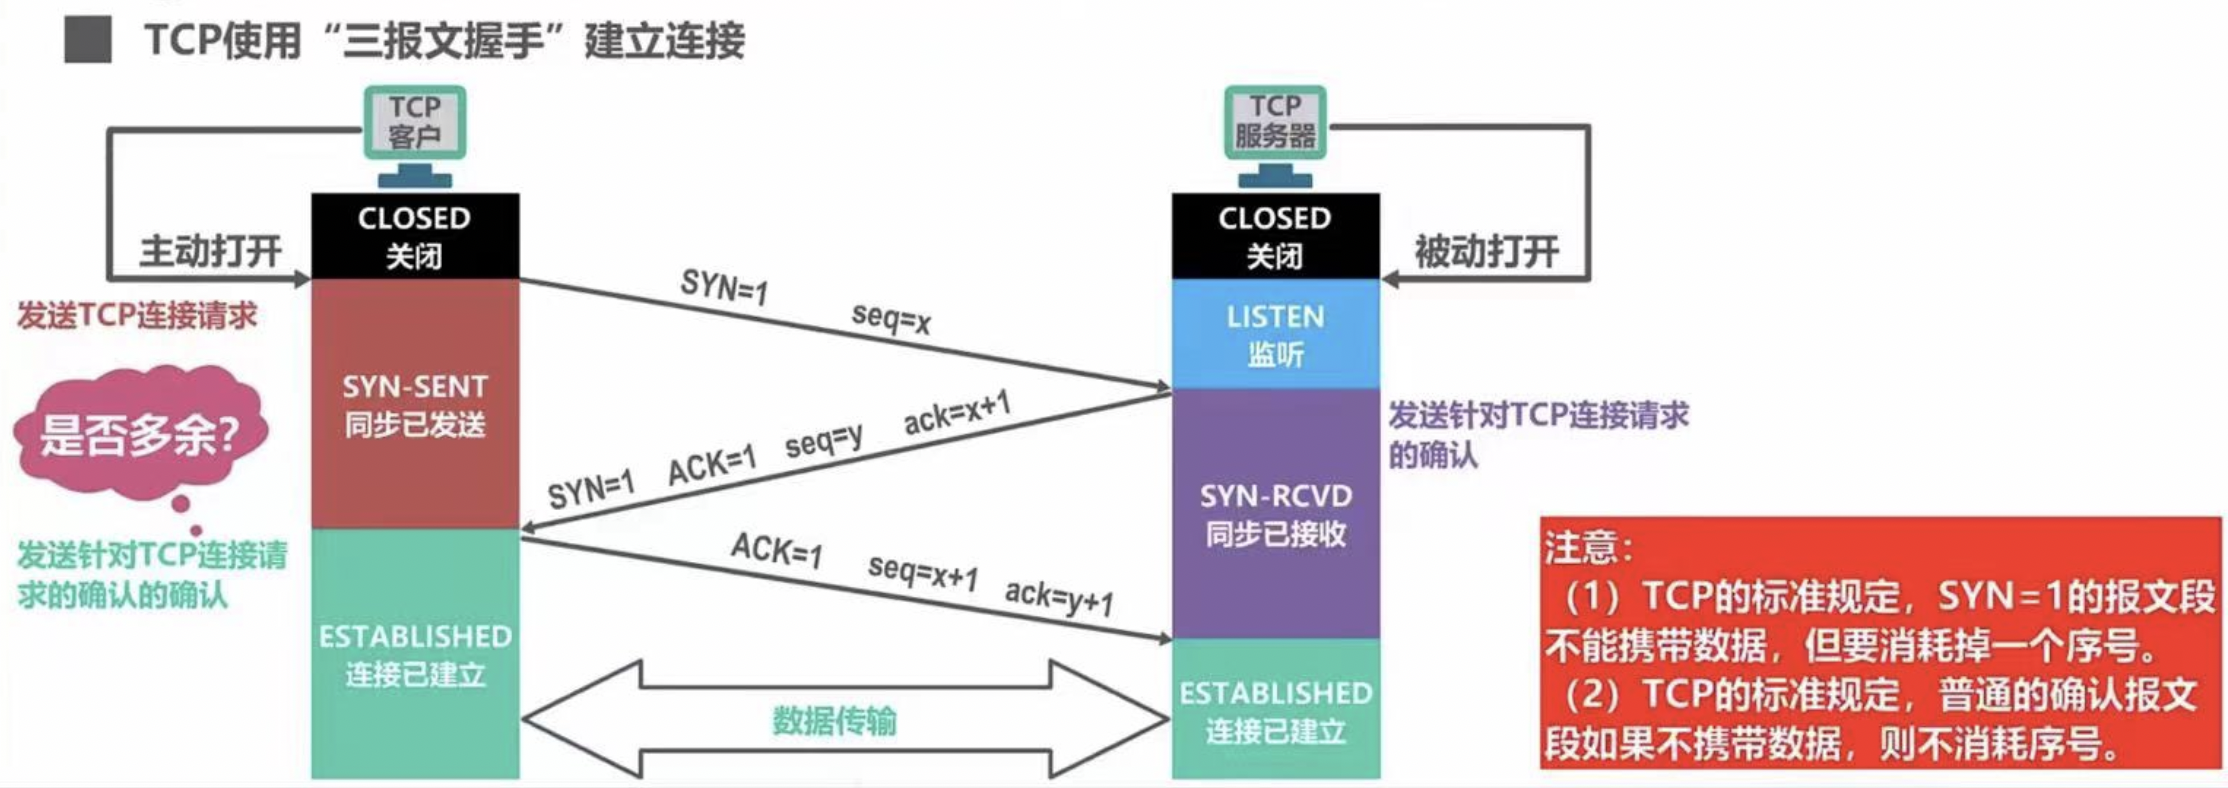 TCP使用“三报文握手”建立连接
TCP
客户
TCP
服务器
CLOSED
关闭
CLOSED
关闭
主动打开
被动打开
发送TCP连接请求
SYN=1 seq=x
LISTEN
监听
SYN-SENT
同步已发送
是否多余?
SYN=1 ACK=1 seq=y ack=x+1
发送针对TCP连接请求
的确认
SYN-RCVD
同步已接收
发送针对TCP连接请
求的确认的确认
ACK=1 seq=x+1 ack=y+1
ESTABLISHED
连接已建立
数据传输
ESTABLISHED
连接已建立
注意：
（1）TCP的标准规定，SYN=1的报文段
不能携带数据，但要消耗掉一个序号。
（2）TCP的标准规定，普通的确认报文
段如果不携带数据，则不消耗序号。